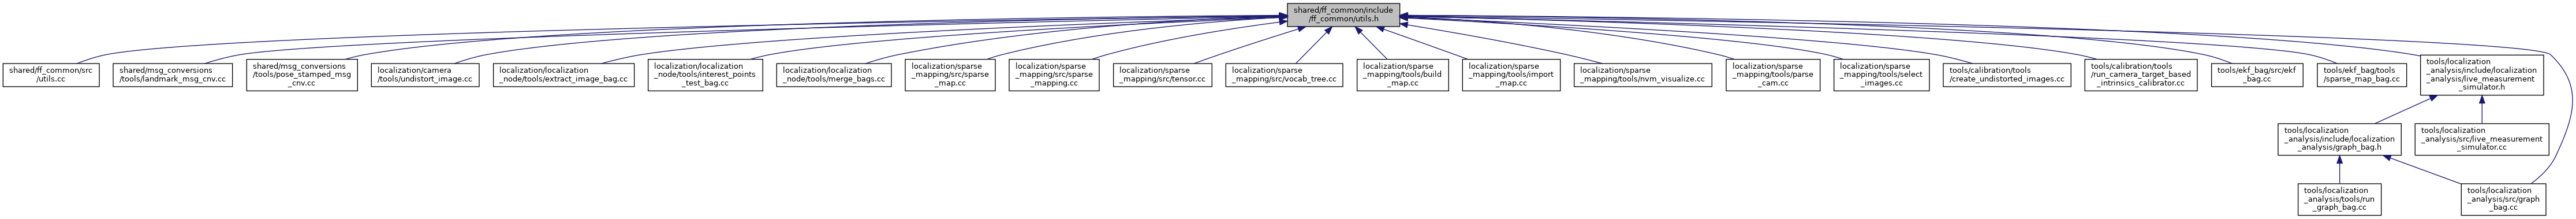 shared/ff_common/include
/ff_common/utils.h
shared/ff_common/src
/utils.cc
shared/msg_conversions
/tools/landmark_msg_cnv.cc
shared/msg_conversions
/tools/pose_stamped_msg
_cnv.cc
localization/camera
/tools/undistort_image.cc
localization/localization
_node/tools/extract_image_bag.cc
localization/localization
_node/tools/interest_points
_test_bag.cc
localization/localization
_node/tools/merge_bags.cc
localization/sparse
_mapping/src/sparse
_map.cc
localization/sparse
_mapping/src/sparse
_mapping.cc
localization/sparse
_mapping/src/tensor.cc
localization/sparse
_mapping/src/vocab_tree.cc
localization/sparse
_mapping/tools/build
_map.cc
localization/sparse
_mapping/tools/import
_map.cc
localization/sparse
_mapping/tools/nvm_visualize.cc
localization/sparse
_mapping/tools/parse
_cam.cc
localization/sparse
_mapping/tools/select
_images.cc
tools/calibration/tools
/create_undistorted_images.cc
tools/calibration/tools
/run_camera_target_based
_intrinsics_calibrator.cc
tools/ekf_bag/src/ekf
_bag.cc
tools/ekf_bag/tools
/sparse_map_bag.cc
tools/localization
_analysis/include/localization
_analysis/live_measurement
_simulator.h
tools/localization
_analysis/include/localization
_analysis/graph_bag.h
tools/localization
_analysis/src/live_measurement
_simulator.cc
tools/localization
_analysis/tools/run
_graph_bag.cc
tools/localization
_analysis/src/graph
_bag.cc